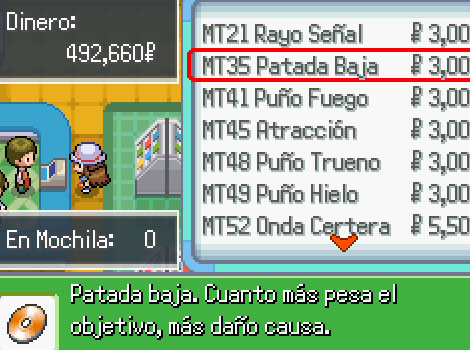 Dinero:
492,660₽
MT21 Rayo Señal ₽ 3,00
MT35 Patada Baja ₽ 3,00
MT41 Puño Fuego ₽ 3,00
MT45 Atracción ₽ 3,00
MT48 Puño Trueno ₽ 3,00
MT49 Puño Hielo ₽ 3,00
MT52 Onda Certera ₽ 5,50
En Mochila: 0
Patada baja. Cuanto más pesa el
objetivo, más daño causa.